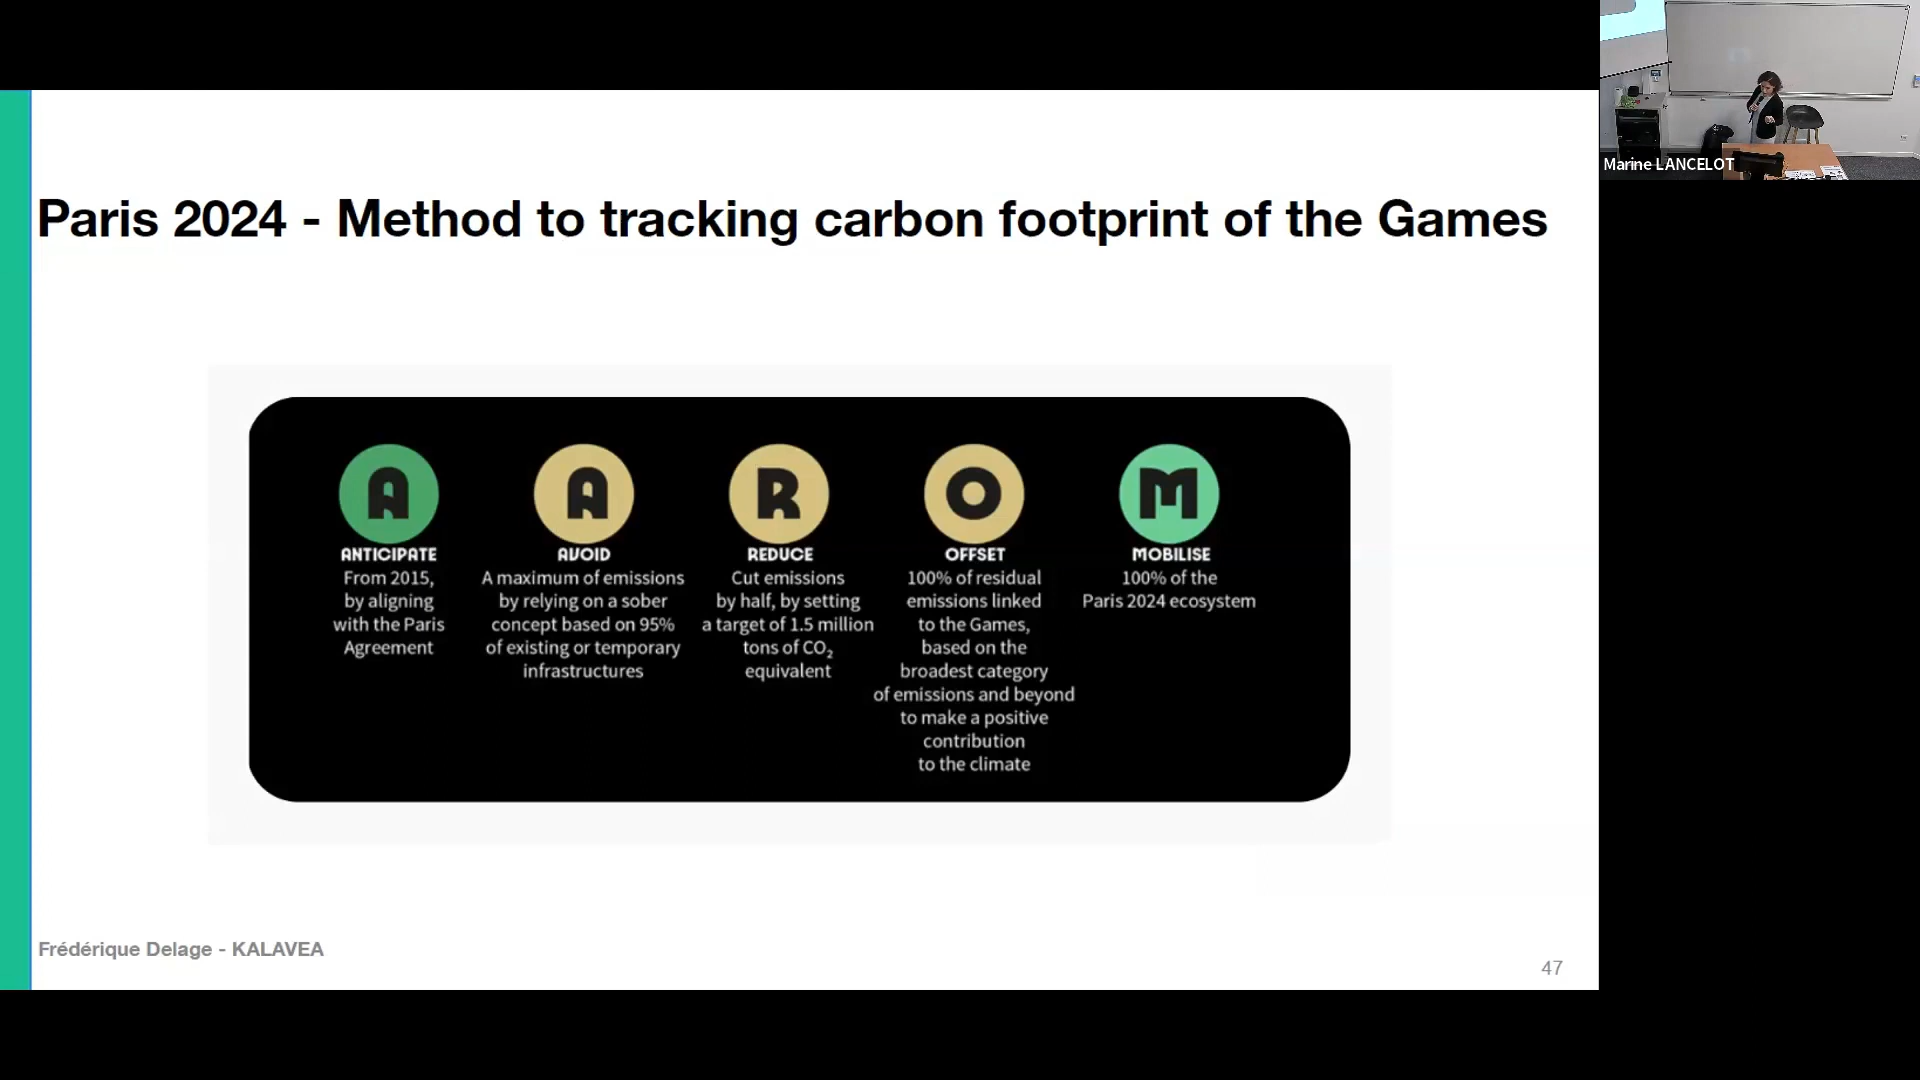 Paris 2024 - Method to tracking carbon footprint of the Games
A
ANTICIPATE
From 2015,
by aligning
with the Paris
Agreement
A
AVOID
A maximum of emissions
by relying on a sober
concept based on 95%
of existing or temporary
infrastructures
R
REDUCE
Cut emissions
by half, by setting
a target of 1.5 million
tons of CO₂
equivalent
O
OFFSET
100% of residual
emissions linked
to the Games,
based on the
broadest category
of emissions and beyond
to make a positive
contribution
to the climate
M
MOBILISE
100% of the
Paris 2024 ecosystem
Frédérique Delage - KALAVEA
47
Marine LANCELOT